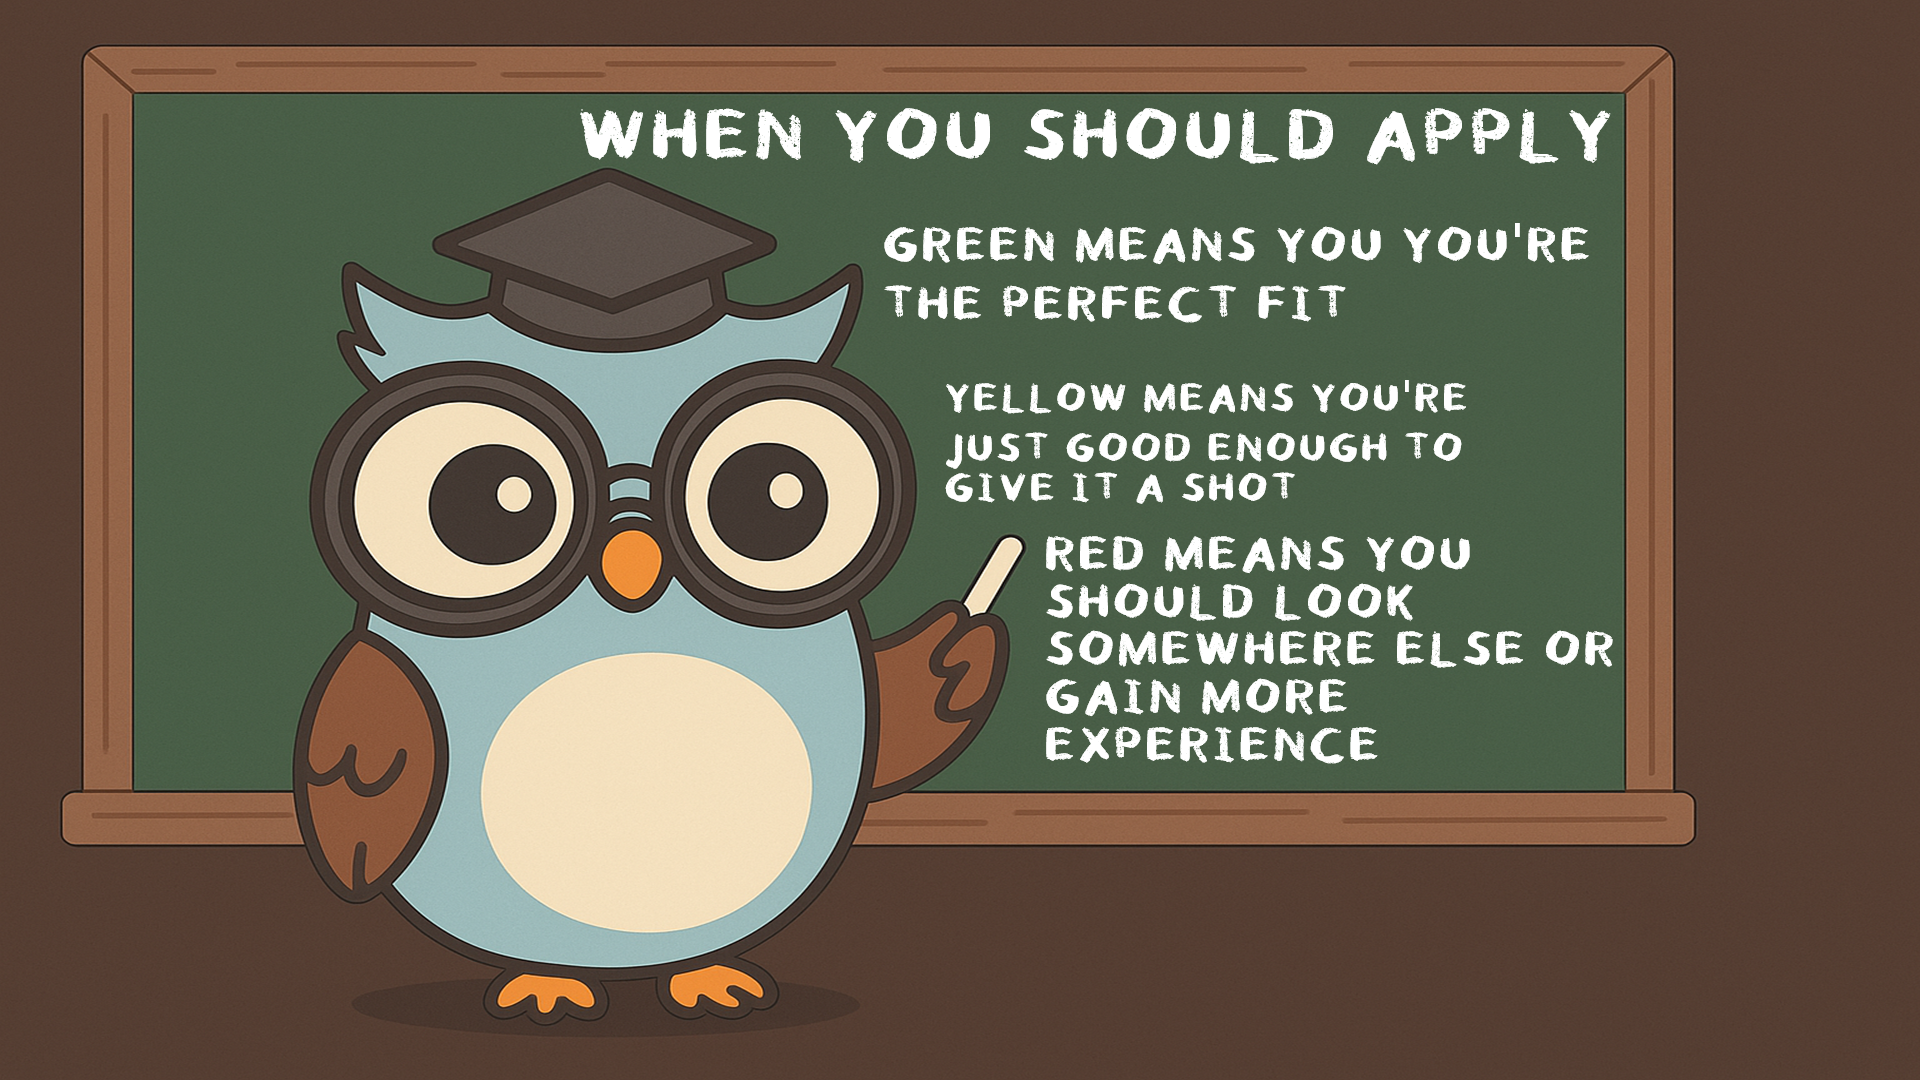 WHEN YOU SHOULD APPLY
GREEN MEANS YOU YOU'RE
THE PERFECT FIT
YELLOW MEANS YOU'RE
JUST GOOD ENOUGH TO
GIVE IT A SHOT
RED MEANS YOU
SHOULD LOOK
SOMEWHERE ELSE OR
GAIN MORE
EXPERIENCE